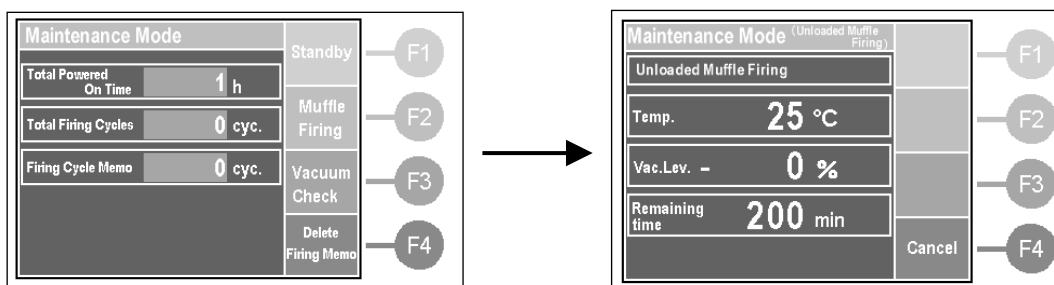 Maintenance Mode
Total Powered
On Time 1 h
Total Firing Cycles 0 cyc.
Firing Cycle Memo 0 cyc.
Standby F1
Muffle
Firing F2
Vacuum
Check F3
Delete
Firing Memo F4
Maintenance Mode (Unloaded Muffle
Firing)
Unloaded Muffle Firing
Temp. 25 °C
Vac.Lev. - 0 %
Remaining
time 200 min
F1
F2
F3
Cancel F4